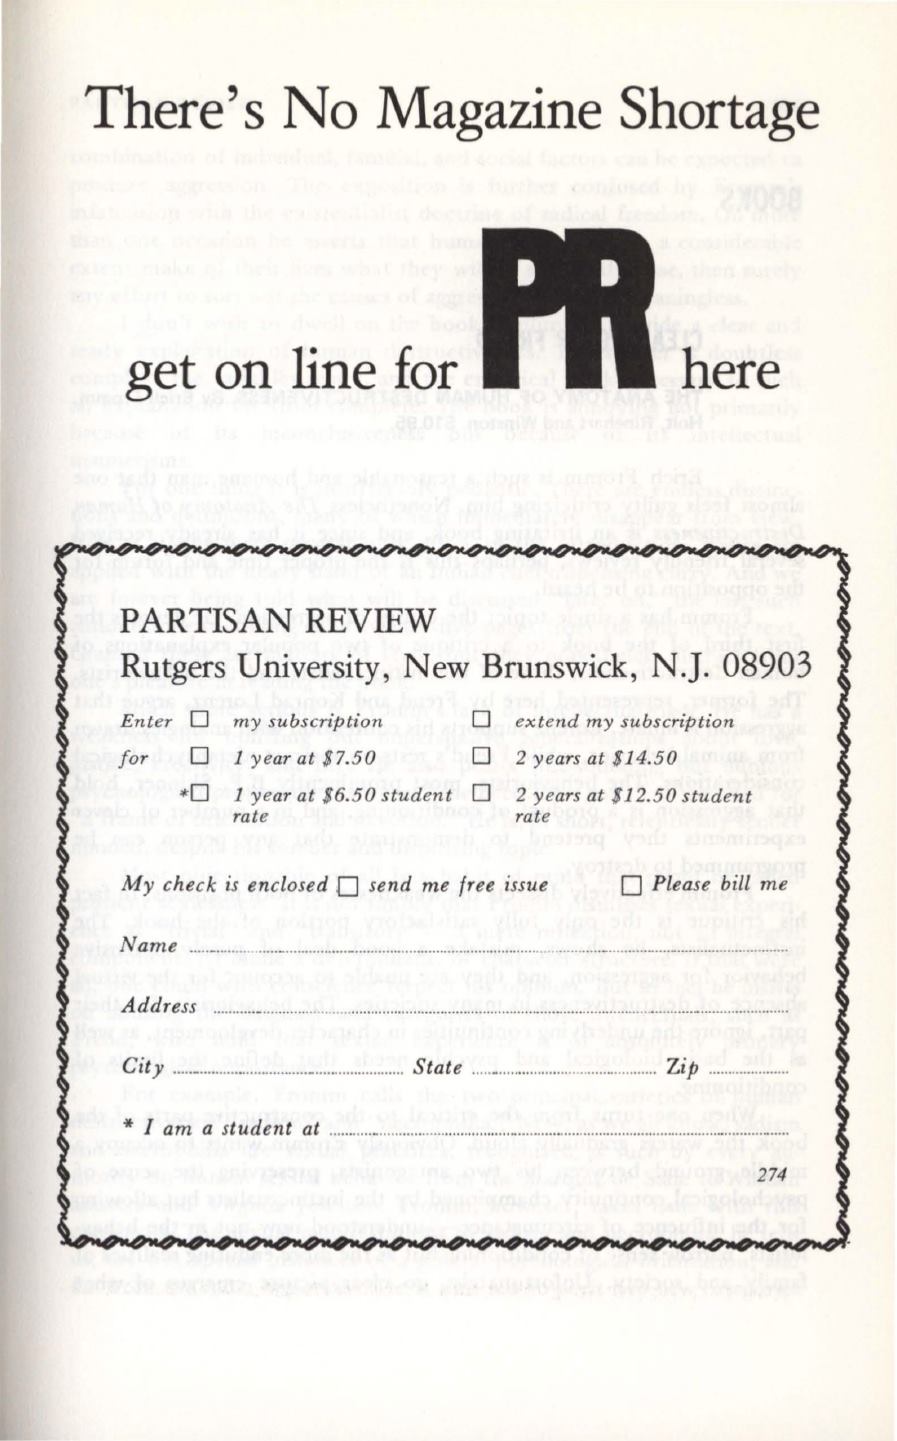 There's No Magazine Shortage
get on line for PR here
PARTISAN REVIEW
Rutgers University, New Brunswick, N.J. 08903
Enter □ my subscription □ extend my subscription
for □ 1 year at $7.50 □ 2 years at $14.50
*□ 1 year at $6.50 student □ 2 years at $12.50 student
rate rate
My check is enclosed □ send me free issue □ Please bill me
Name
Address
City State Zip
* I am a student at
274